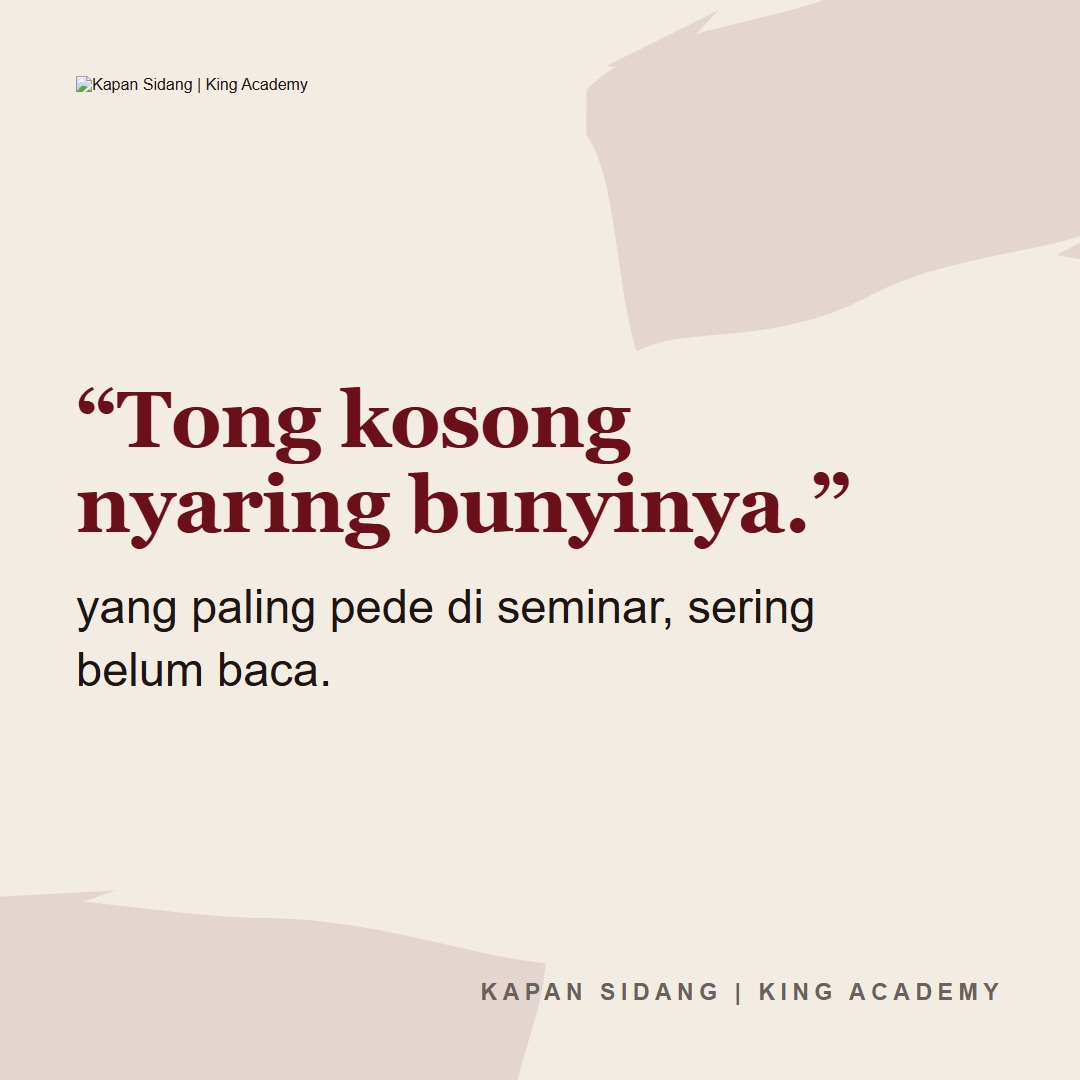 Kapan Sidang | King Academy
“Tong kosong
nyaring bunyinya.”
yang paling pede di seminar, sering
belum baca.
KAPAN SIDANG | KING ACADEMY